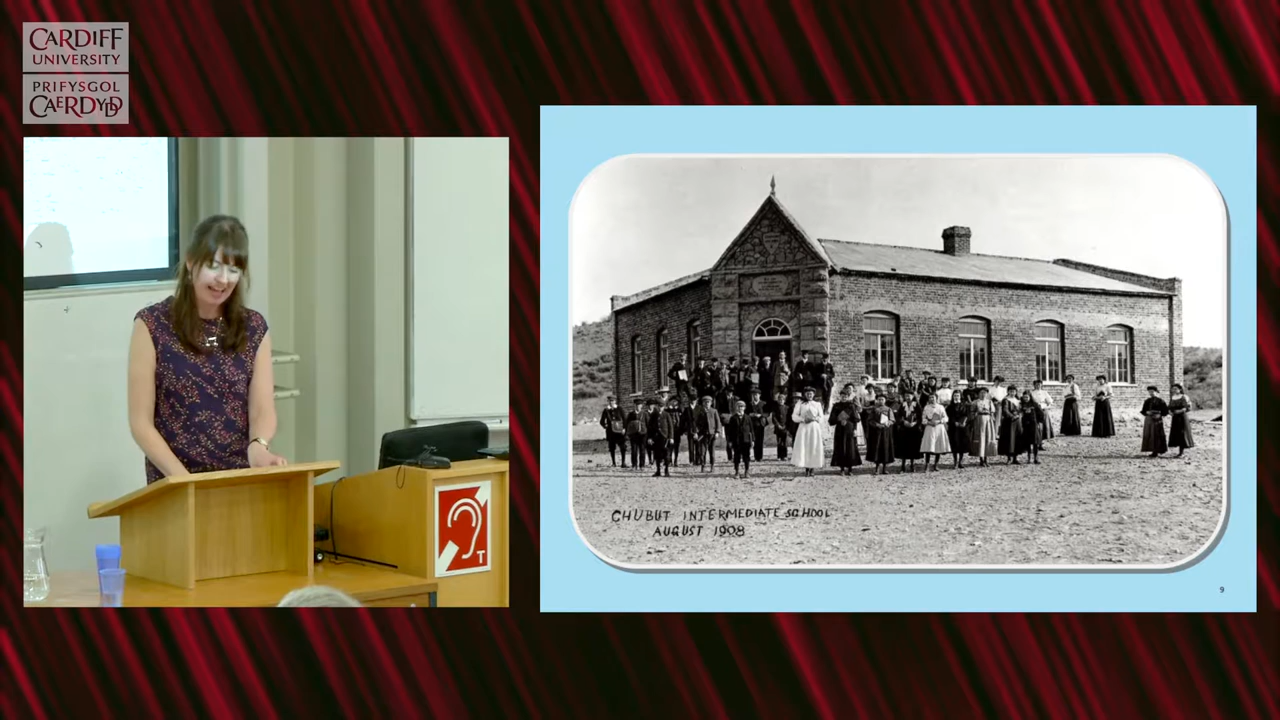 CARDIFF
UNIVERSITY
PRIFYSGOL
CAERDYDD
T
CHUBUT INTERMEDIATE SCHOOL
AUGUST 1908
9